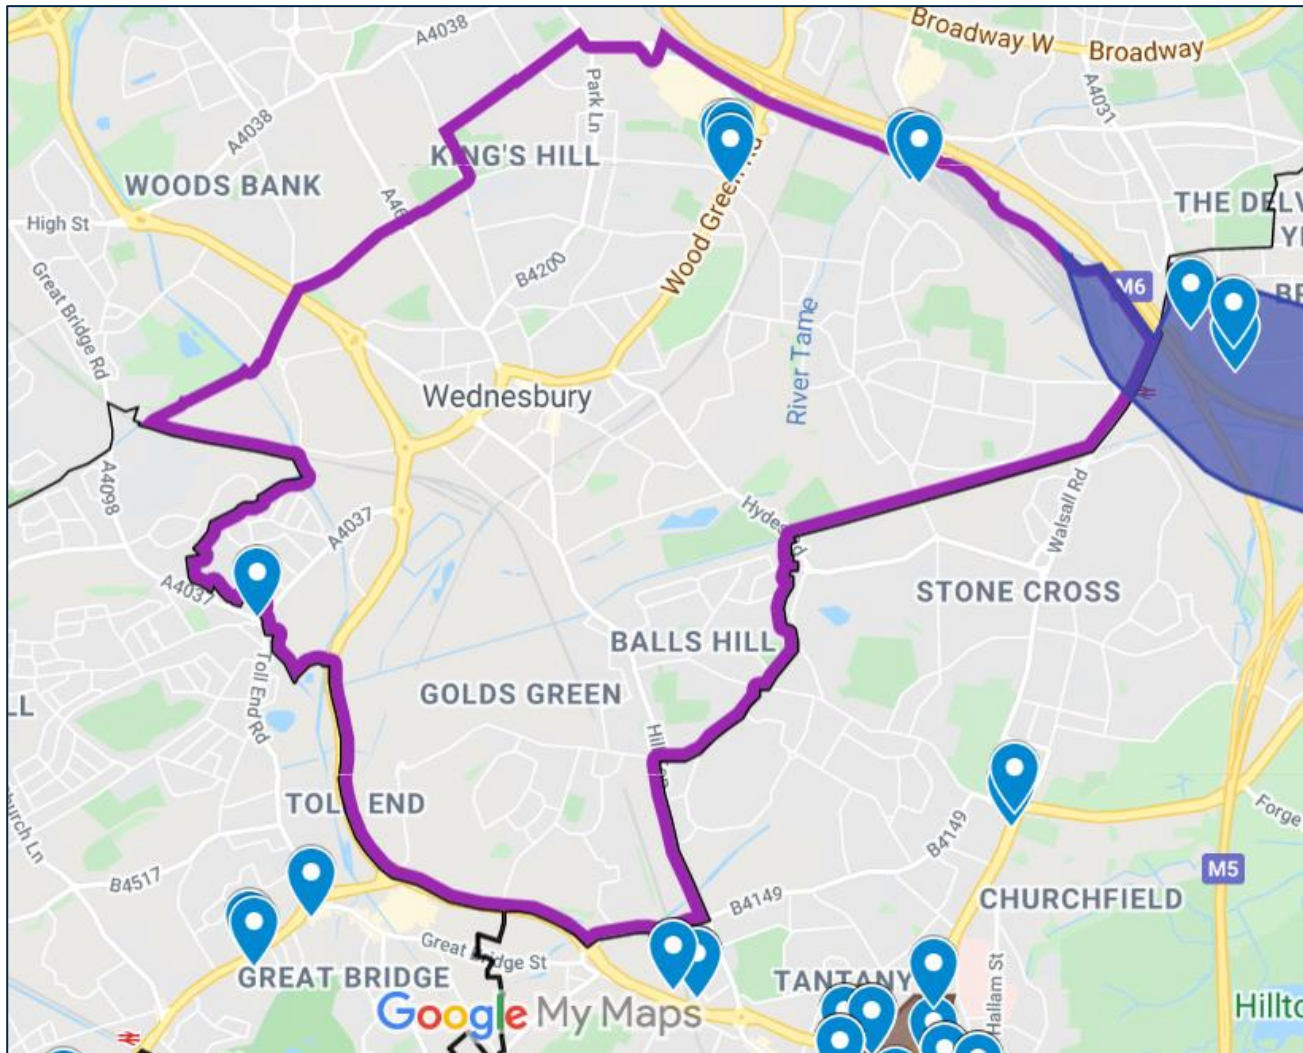 Broadway W
Broadway
A4038
A4031
Park Ln
A4038
KING'S HILL
WOODS BANK
THE DELV
High St
Great Bridge Rd
Wood Green Rd
B4200
M6
River Tame
Wednesbury
A4098
A4037
Hydes Rd
Walsall Rd
A4037
STONE CROSS
BALLS HILL
Toll End Rd
GOLDS GREEN
TOLL END
Forge
B4149
B4517
M5
CHURCHFIELD
B4149
Great Bridge St
GREAT BRIDGE
TANTANY
Hallam St
Google My Maps
Hillto